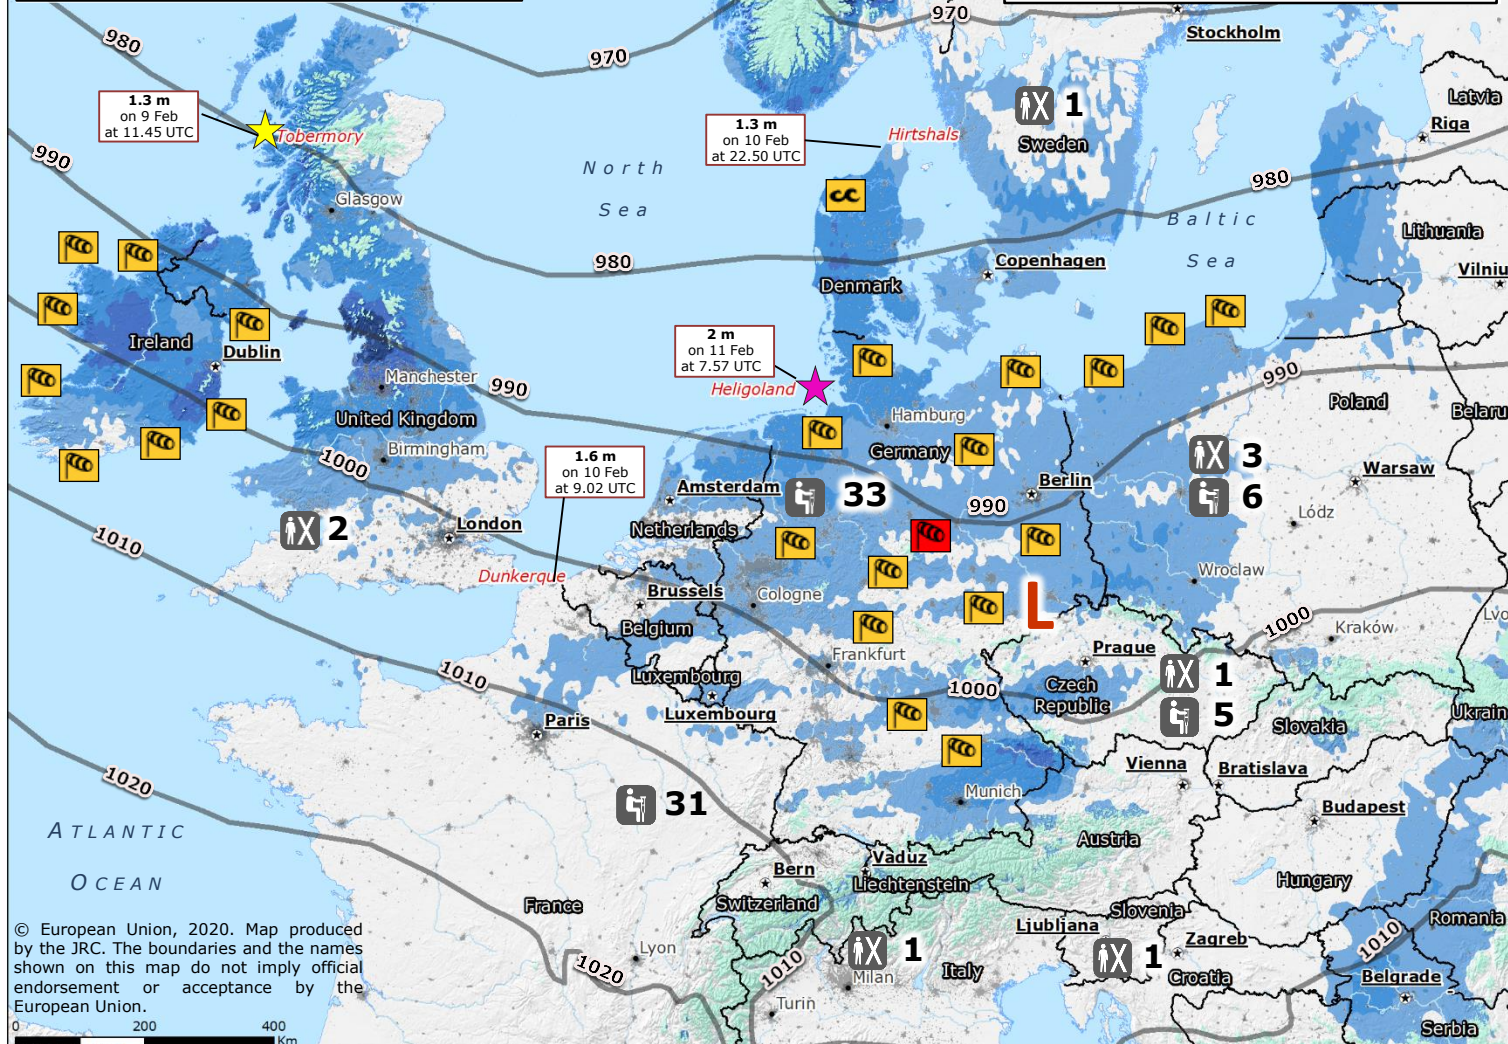 970
Stockholm
980
970
Latvia
1.3 m
on 9 Feb
at 11.45 UTC
1
Riga
Tobermory
1.3 m
on 10 Feb
at 22.50 UTC
Hirtshals
Sweden
990
North
Sea
980
Glasgow
Baltic
Sea
Lithuania
980
Copenhagen
Vilniu
Denmark
Ireland
Dublin
2 m
on 11 Feb
at 7.57 UTC
Heligoland
Manchester
990
990
United Kingdom
Hamburg
Poland
Belaru
Birmingham
1000
Germany
3
1.6 m
on 10 Feb
at 9.02 UTC
Amsterdam
33
Berlin
Warsaw
6
990
London
2
Netherlands
Łódz
1010
Dunkerque
Brussels
Cologne
Wroclaw
L
Belgium
1000
Kraków
Lvo
Frankfurt
Prague
1010
Luxembourg
1
1000
Czech
Republic
Luxembourg
5
Slovakia
Ukrain
Paris
Vienna
Bratislava
1020
Munich
31
Budapest
ATLANTIC
OCEAN
Austria
Bern
Vaduz
Liechtenstein
Hungary
France
Switzerland
Slovenia
Romania
Ljubljana
Zagreb
1010
© European Union, 2020. Map produced
by the JRC. The boundaries and the names
shown on this map do not imply official
endorsement or acceptance by the
European Union.
Lyon
1020
1010
1
Milan
Italy
1
Croatia
Belgrade
Turin
Serbia
0 200 400
Km